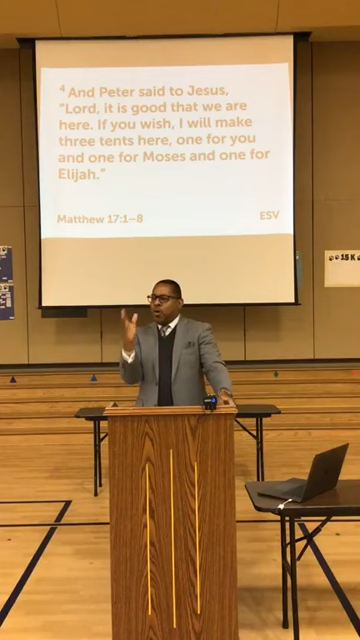 4 And Peter said to Jesus,
"Lord, it is good that we are
here. If you wish, I will make
three tents here, one for you
and one for Moses and one for
Elijah."
Matthew 17:1–8 ESV
15 K